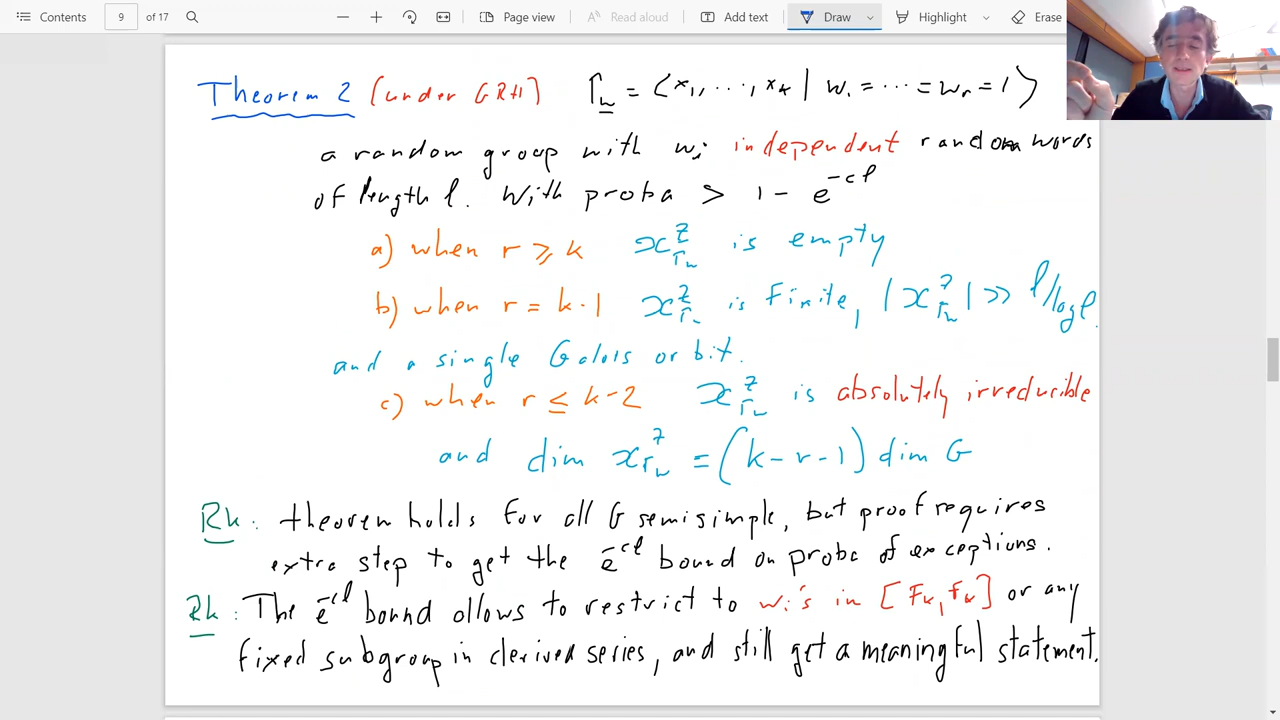 Contents 9 of 17 Page view Read aloud Add text Draw Highlight Erase
Theorem 2 (under GRH) Γ_w = ⟨x₁, ..., x_k | w₁ = ... = w_r = 1⟩
a random group with w_i independent random words
of length ℓ. With proba > 1 - e^{-cℓ}
a) when r ≥ k 𝒳^Z_{Γ_w} is empty
b) when r = k-1 𝒳^Z_{Γ_w} is finite, |𝒳^Z_{Γ_w}| >> ℓ/log ℓ.
and a single Galois orbit.
c) when r ≤ k-2 𝒳^Z_{Γ_w} is absolutely irreducible
and dim 𝒳^Z_{Γ_w} = (k-r-1) dim G
Rk: theorem holds for all G semisimple, but proof requires
extra step to get the e^{-cℓ} bound on proba of exceptions.
Rk: The e^{-cℓ} bound allows to restrict to w_i's in [F_k, F_k] or any
fixed subgroup in derived series, and still get a meaningful statement.